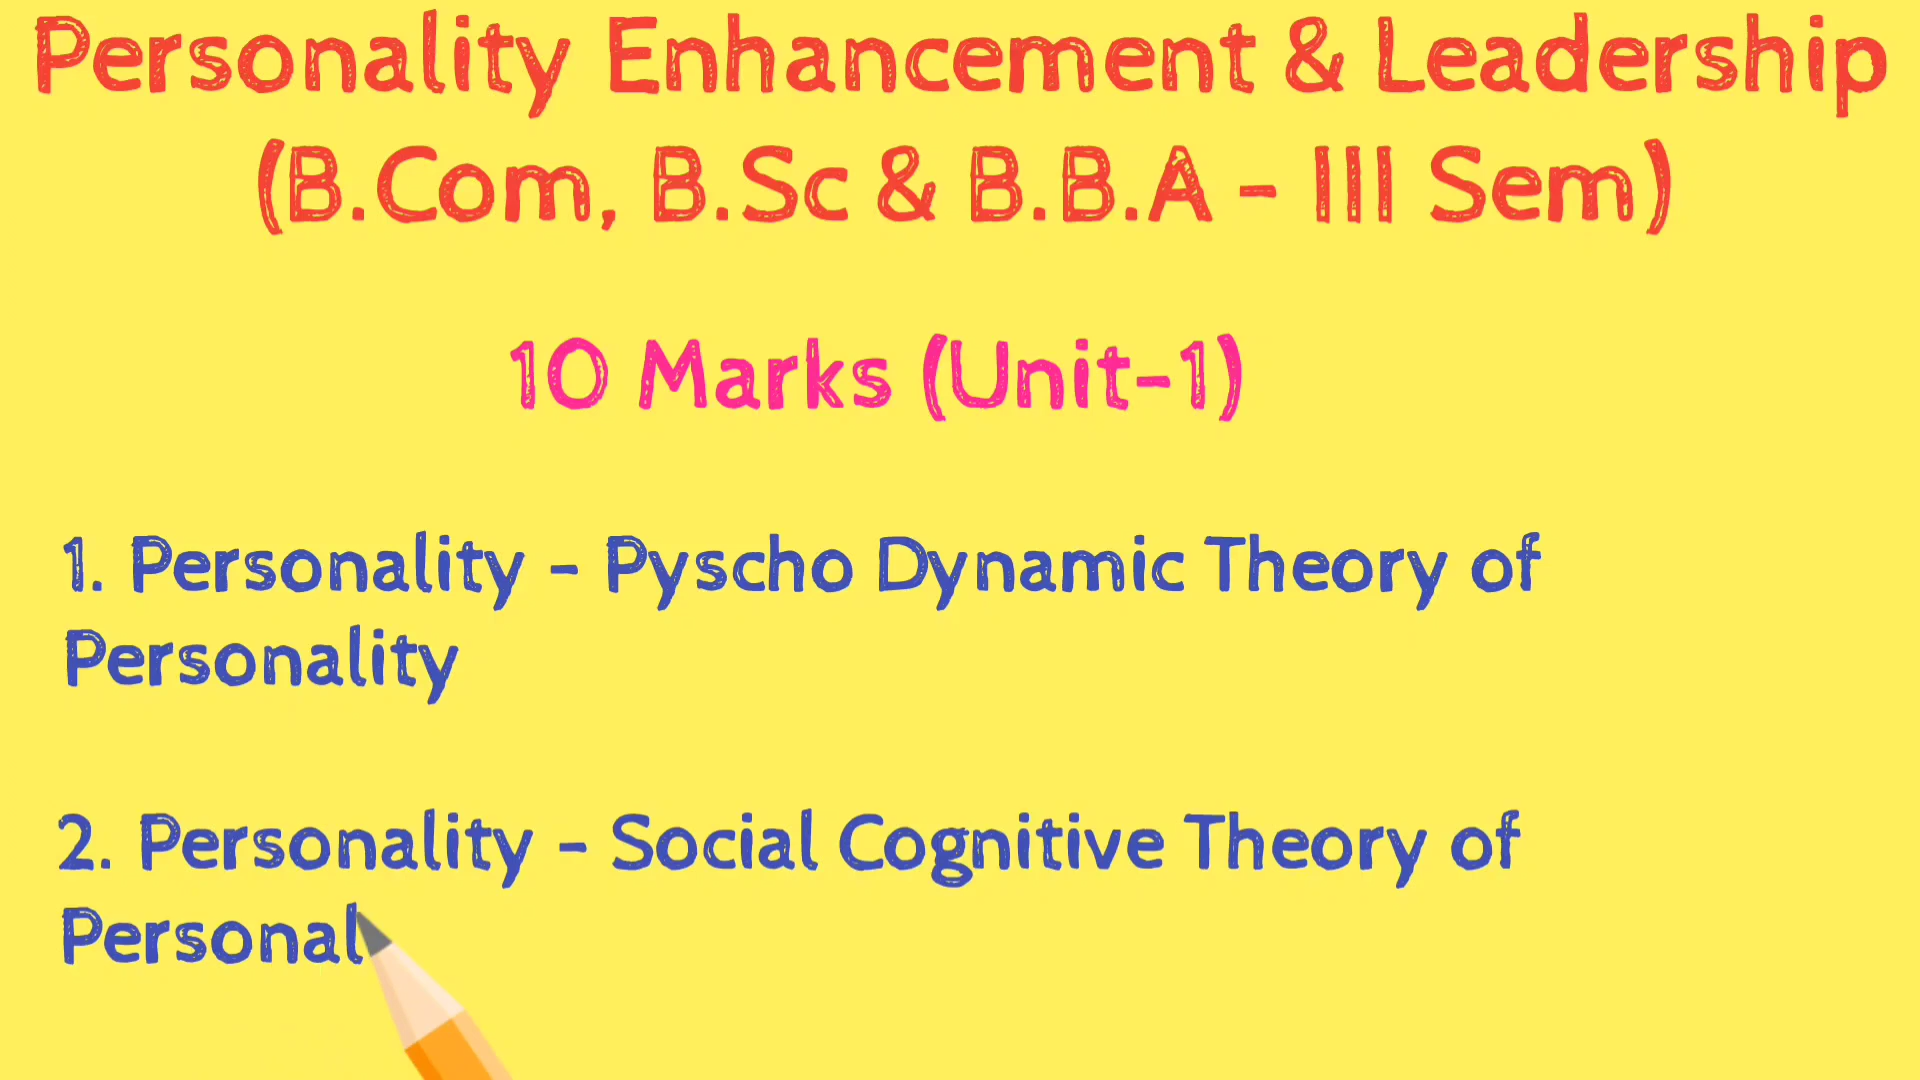 Personality Enhancement & Leadership
(B.Com, B.Sc & B.B.A - III Sem)
10 Marks (Unit-1)
1. Personality - Pyscho Dynamic Theory of
Personality
2. Personality - Social Cognitive Theory of
Personal